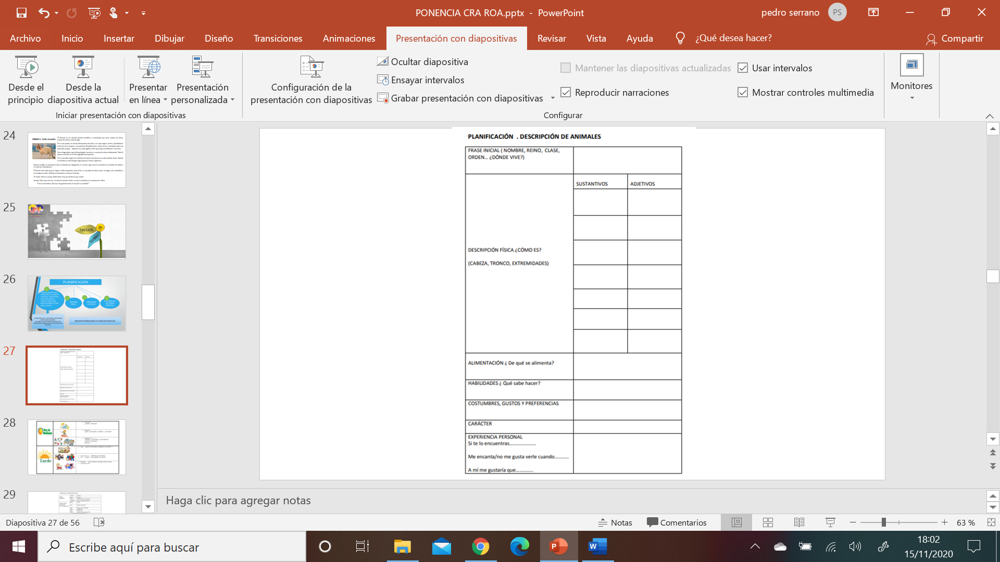 PONENCIA CRA ROA.pptx - PowerPoint
pedro serrano
PS
Archivo
Inicio
Insertar
Dibujar
Diseño
Transiciones
Animaciones
Presentación con diapositivas
Revisar
Vista
Ayuda
¿Qué desea hacer?
Compartir
Desde el
principio
Desde la
diapositiva actual
Presentar
en línea
Presentación
personalizada
Iniciar presentación con diapositivas
Configuración de la
presentación con diapositivas
Ocultar diapositiva
Ensayar intervalos
Grabar presentación con diapositivas
Mantener las diapositivas actualizadas
Reproducir narraciones
Usar intervalos
Mostrar controles multimedia
Configurar
Monitores
24
25
PLANIFICACIÓN
26
PLANIFICACIÓN
27
28
Tarde
29
PLANIFICACIÓN . DESCRIPCIÓN DE ANIMALES
FRASE INICIAL ( NOMBRE, REINO, CLASE,
ORDEN... ¿DÓNDE VIVE?)
SUSTANTIVOS
ADJETIVOS
DESCRIPCIÓN FÍSICA ¿CÓMO ES?
(CABEZA, TRONCO, EXTREMIDADES)
ALIMENTACIÓN ¿ De qué se alimenta?
HABILIDADES ¿ Qué sabe hacer?
COSTUMBRES, GUSTOS Y PREFERENCIAS
CARÁCTER
EXPERIENCIA PERSONAL
Si te lo encuentras.....................
Me encanta/no me gusta verle cuando...........
A mí me gustaría que..............
Haga clic para agregar notas
Diapositiva 27 de 56
Notas
Comentarios
63 %
Escribe aquí para buscar
18:02
15/11/2020